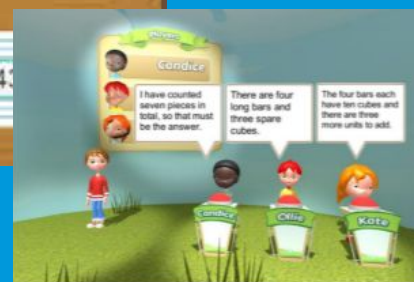 Candice
I have counted
seven pieces in
total, so that must
be the answer.
There are four
long bars and
three spare
cubes.
The four bars each
have ten cubes and
there are three
more units to add.
Candice
Ollie
Kate